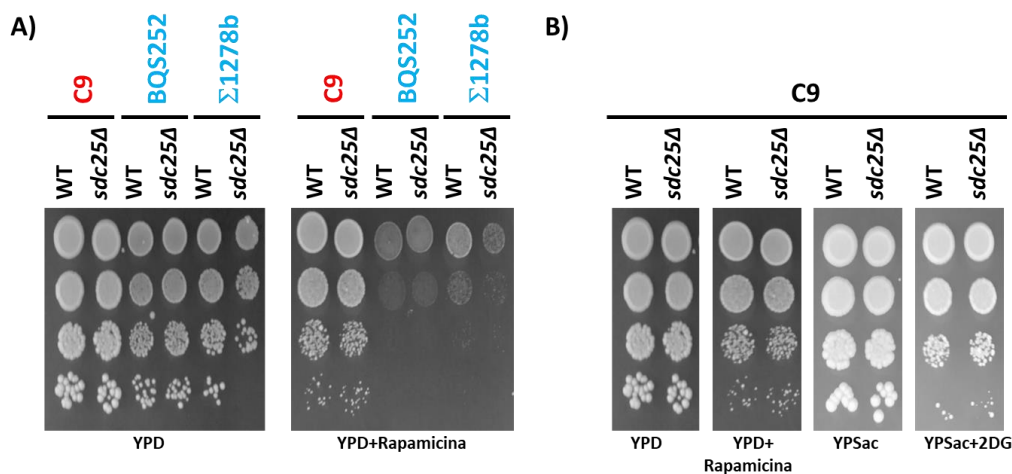 A)
C9
BQS252
Σ1278b
WT
sdc25Δ
WT
sdc25Δ
WT
sdc25Δ
YPD
C9
BQS252
Σ1278b
WT
sdc25Δ
WT
sdc25Δ
WT
sdc25Δ
YPD+Rapamicina
B)
C9
WT
sdc25Δ
WT
sdc25Δ
WT
sdc25Δ
WT
sdc25Δ
YPD
YPD+
Rapamicina
YPSac
YPSac+2DG